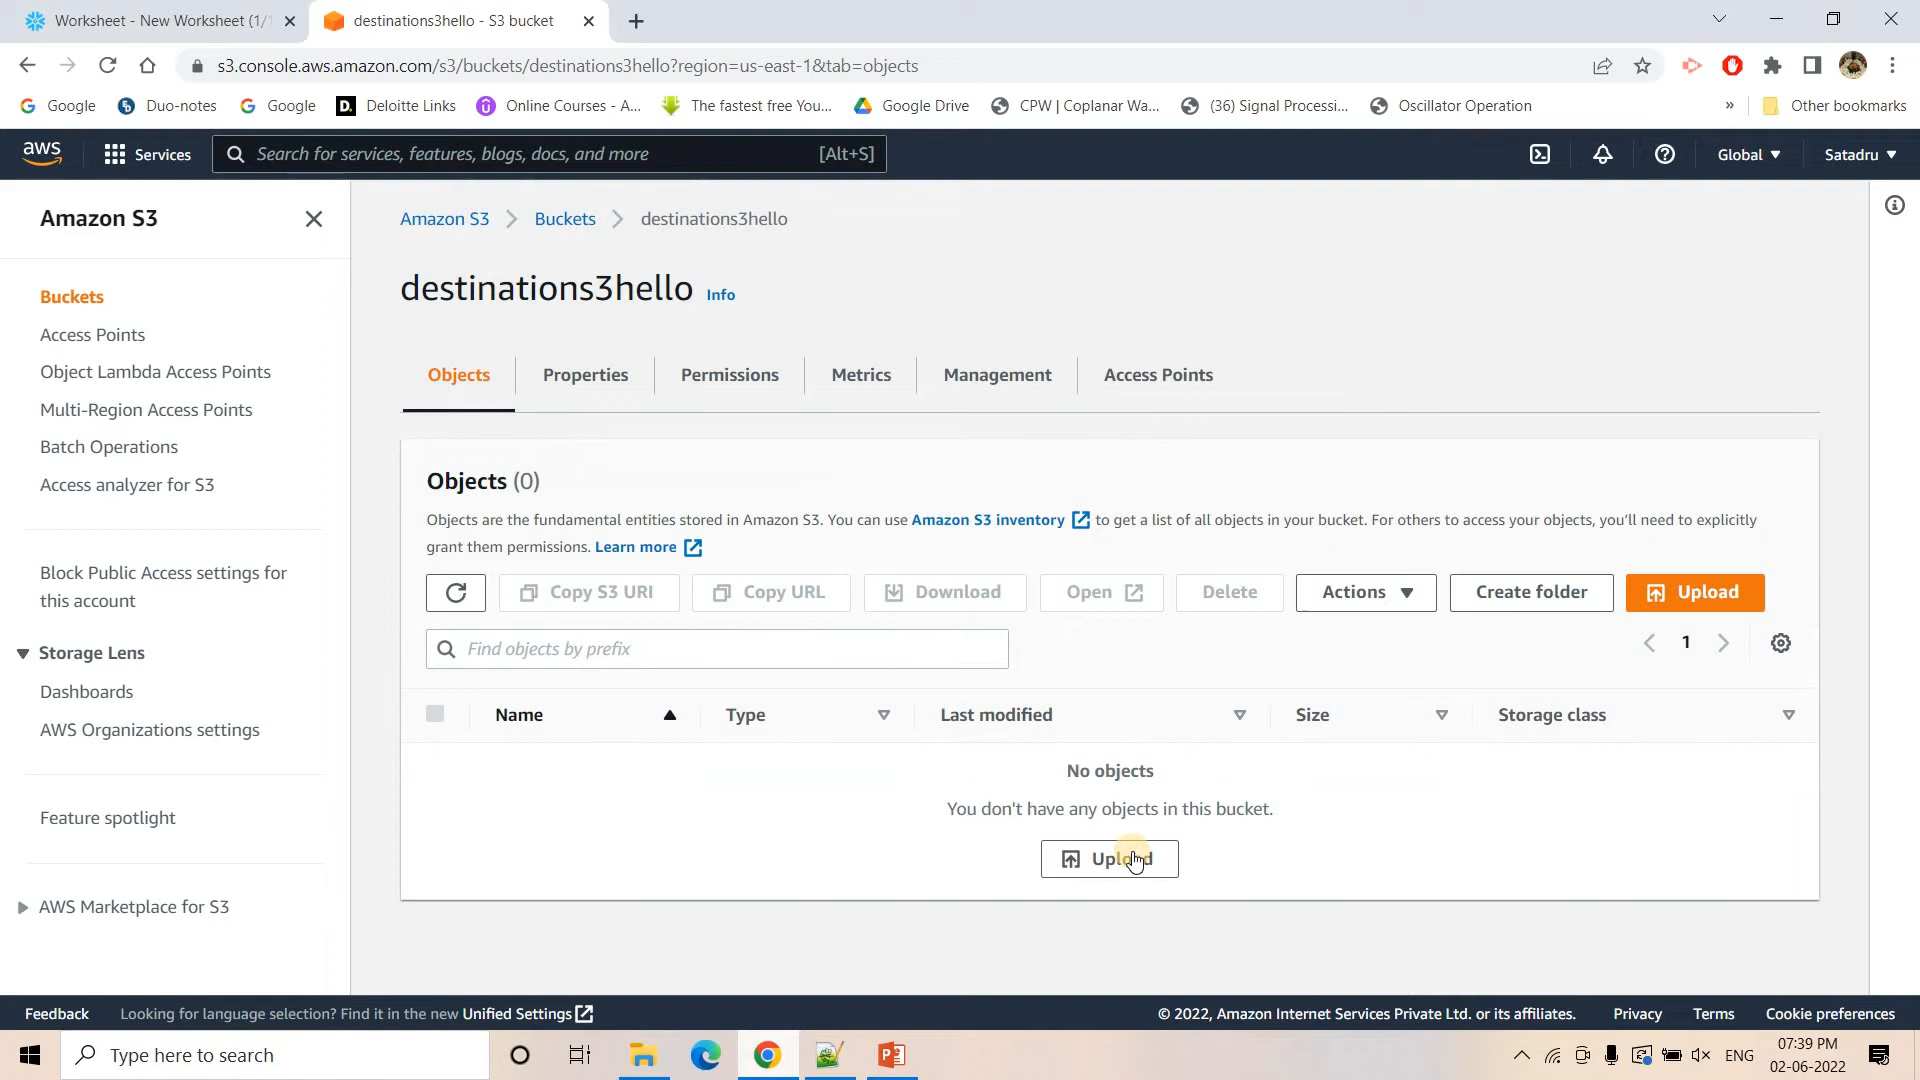 Worksheet - New Worksheet (1/1
destinations3hello - S3 bucket
s3.console.aws.amazon.com/s3/buckets/destinations3hello?region=us-east-1&tab=objects
Google
Duo-notes
Google
D. Deloitte Links
Online Courses - A...
The fastest free You...
Google Drive
CPW | Coplanar Wa...
(36) Signal Processi...
Oscillator Operation
»
Other bookmarks
aws
Services
Search for services, features, blogs, docs, and more [Alt+S]
Global
Satadru
Amazon S3
Buckets
Access Points
Object Lambda Access Points
Multi-Region Access Points
Batch Operations
Access analyzer for S3
Block Public Access settings for
this account
Storage Lens
Dashboards
AWS Organizations settings
Feature spotlight
AWS Marketplace for S3
Amazon S3 > Buckets > destinations3hello
destinations3hello Info
Objects
Properties
Permissions
Metrics
Management
Access Points
Objects (0)
Objects are the fundamental entities stored in Amazon S3. You can use Amazon S3 inventory to get a list of all objects in your bucket. For others to access your objects, you'll need to explicitly
grant them permissions. Learn more
Copy S3 URI
Copy URL
Download
Open
Delete
Actions
Create folder
Upload
Find objects by prefix
1
Name
Type
Last modified
Size
Storage class
No objects
You don't have any objects in this bucket.
Upload
Feedback
Looking for language selection? Find it in the new Unified Settings
© 2022, Amazon Internet Services Private Ltd. or its affiliates.
Privacy
Terms
Cookie preferences
Type here to search
ENG
07:39 PM
02-06-2022